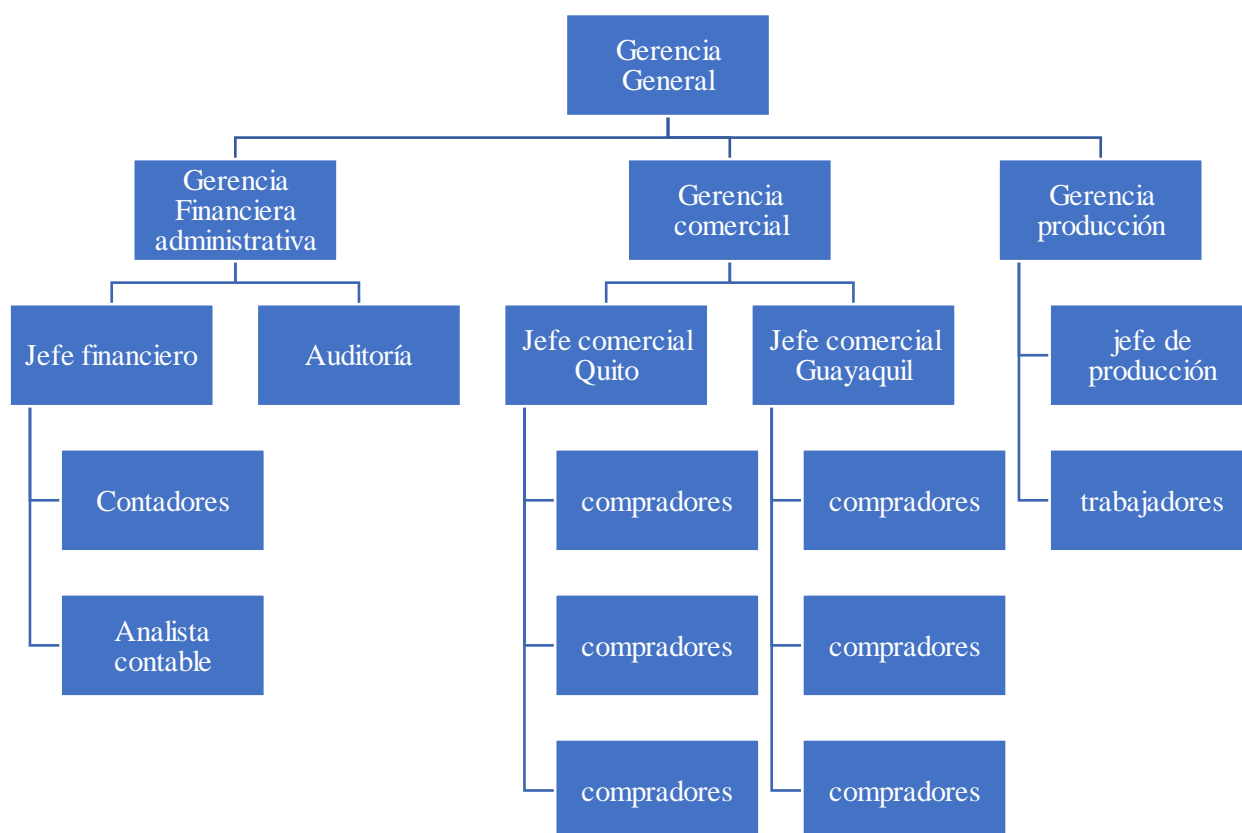 Gerencia
General
Gerencia
Financiera
administrativa
Gerencia
comercial
Gerencia
producción
Jefe financiero
Auditoría
Jefe comercial
Quito
Jefe comercial
Guayaquil
jefe de
producción
Contadores
compradores
compradores
trabajadores
Analista
contable
compradores
compradores
compradores
compradores